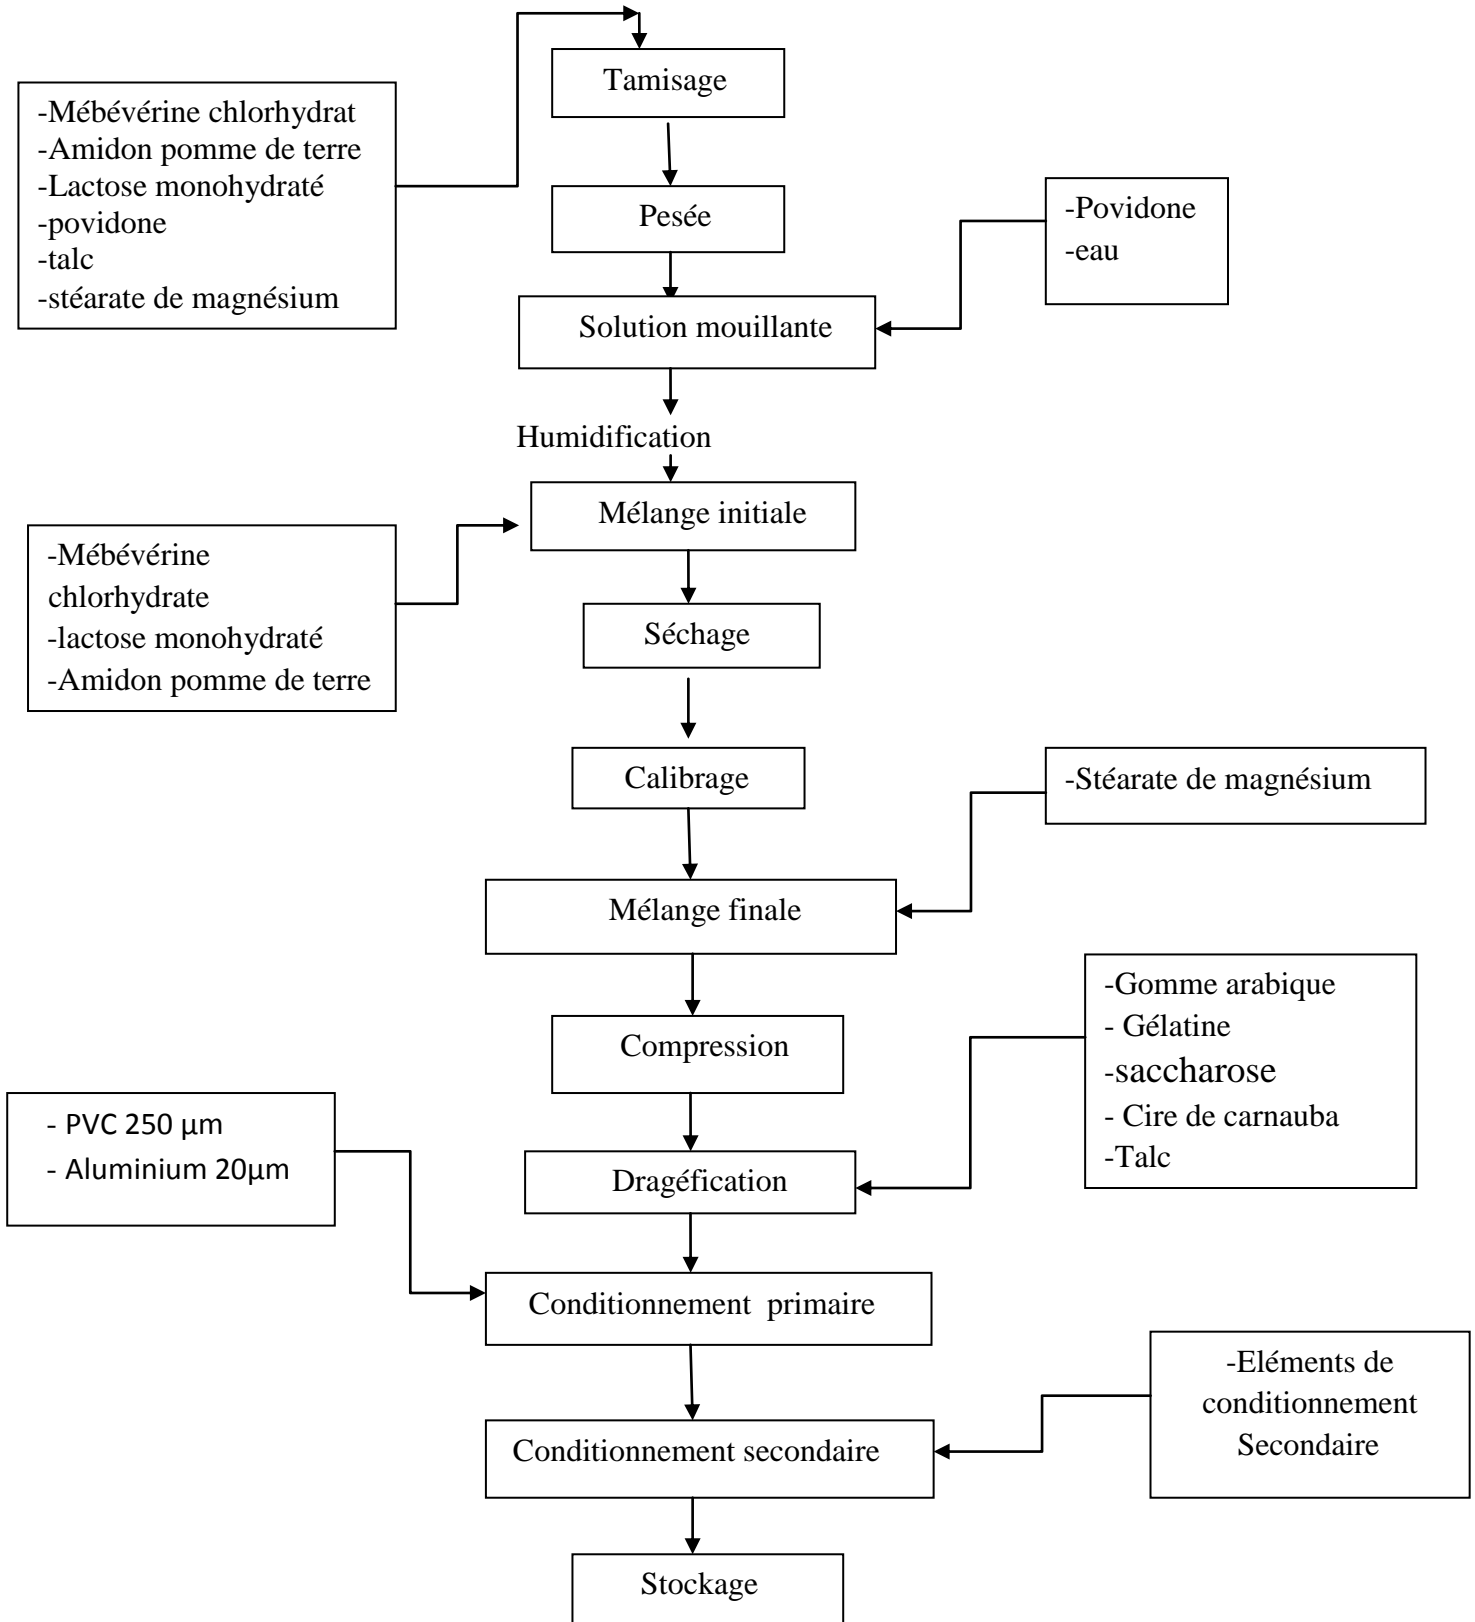 Tamisage
-Mébévérine chlorhydrat
-Amidon pomme de terre
-Lactose monohydraté
-povidone
-talc
-stéarate de magnésium
Pesée
-Povidone
-eau
Solution mouillante
Humidification
Mélange initiale
-Mébévérine
chlorhydrate
-lactose monohydraté
-Amidon pomme de terre
Séchage
Calibrage
-Stéarate de magnésium
Mélange finale
-Gomme arabique
- Gélatine
-saccharose
- Cire de carnauba
-Talc
Compression
- PVC 250 µm
- Aluminium 20µm
Dragéfication
Conditionnement primaire
-Eléments de
conditionnement
Secondaire
Conditionnement secondaire
Stockage